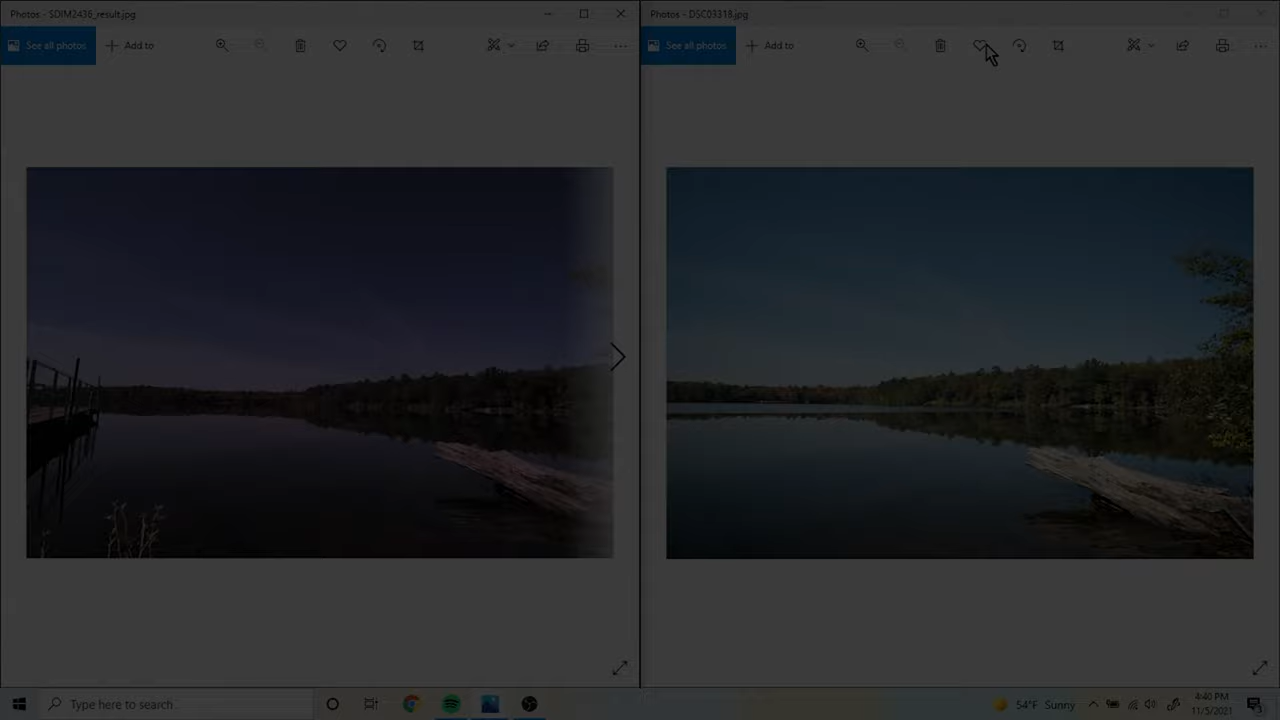 Photos - SDIM2436_result.jpg
See all photos
Add to
Photos - DSC03318.jpg
See all photos
Add to
Type here to search
54°F Sunny
4:40 PM
11/5/2021